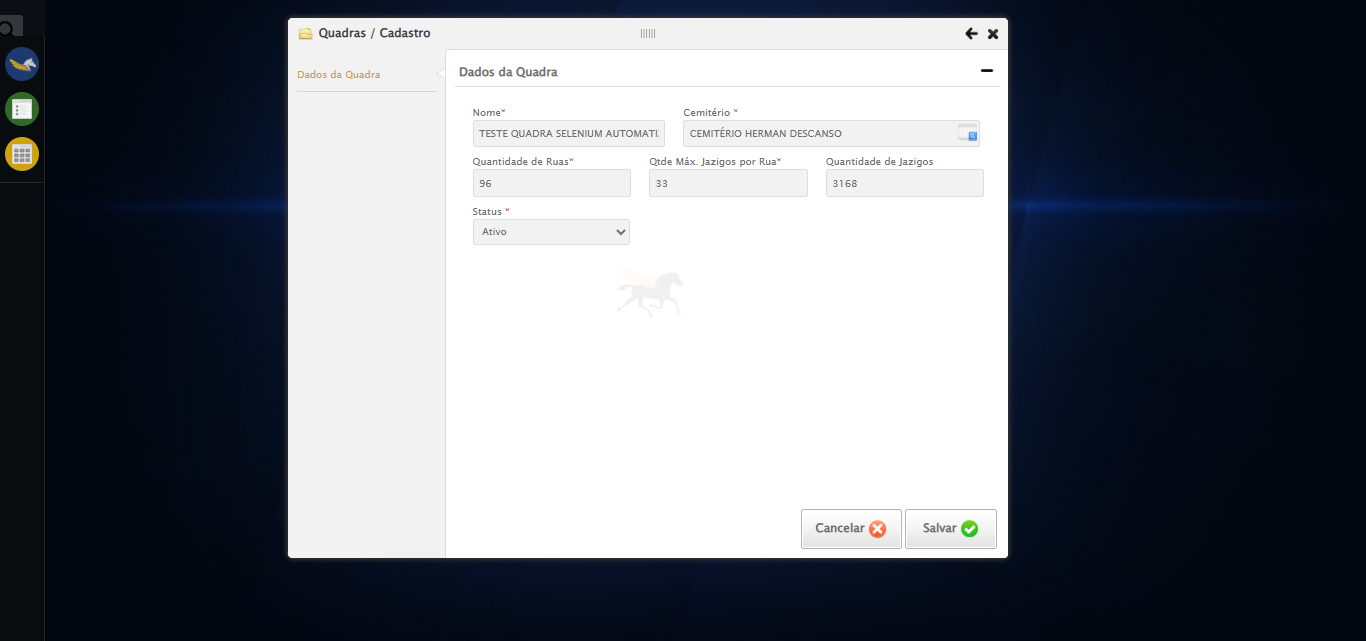 Quadras / Cadastro
Dados da Quadra
Dados da Quadra
Nome*
Cemitério *
TESTE QUADRA SELENIUM AUTOMATI
CEMITÉRIO HERMAN DESCANSO
Quantidade de Ruas*
Qtde Máx. Jazigos por Rua*
Quantidade de Jazigos
96
33
3168
Status *
Ativo
Cancelar
Salvar